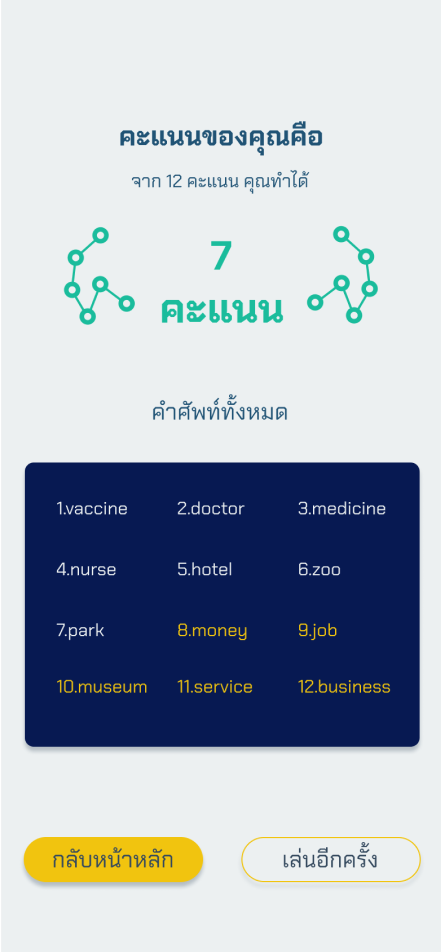 คะแนนของคุณคือ
จาก 12 คะแนน คุณทำได้
7
คะแนน
คำศัพท์ทั้งหมด
1.vaccine 2.doctor 3.medicine
4.nurse 5.hotel 6.zoo
7.park 8.money 9.job
10.museum 11.service 12.business
กลับหน้าหลัก เล่นอีกครั้ง